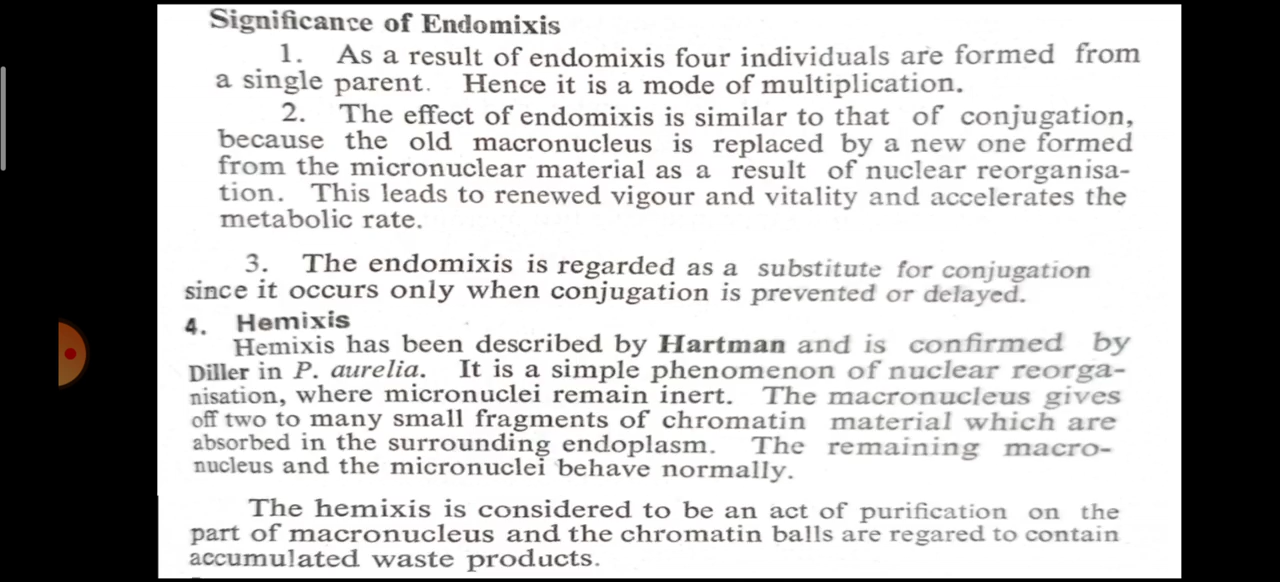 Significance of Endomixis
1. As a result of endomixis four individuals are formed from
a single parent. Hence it is a mode of multiplication.
2. The effect of endomixis is similar to that of conjugation,
because the old macronucleus is replaced by a new one formed
from the micronuclear material as a result of nuclear reorganisa-
tion. This leads to renewed vigour and vitality and accelerates the
metabolic rate.
3. The endomixis is regarded as a substitute for conjugation
since it occurs only when conjugation is prevented or delayed.
4. Hemixis
Hemixis has been described by Hartman and is confirmed by
Diller in P. aurelia. It is a simple phenomenon of nuclear reorga-
nisation, where micronuclei remain inert. The macronucleus gives
off two to many small fragments of chromatin material which are
absorbed in the surrounding endoplasm. The remaining macro-
nucleus and the micronuclei behave normally.
The hemixis is considered to be an act of purification on the
part of macronucleus and the chromatin balls are regared to contain
accumulated waste products.